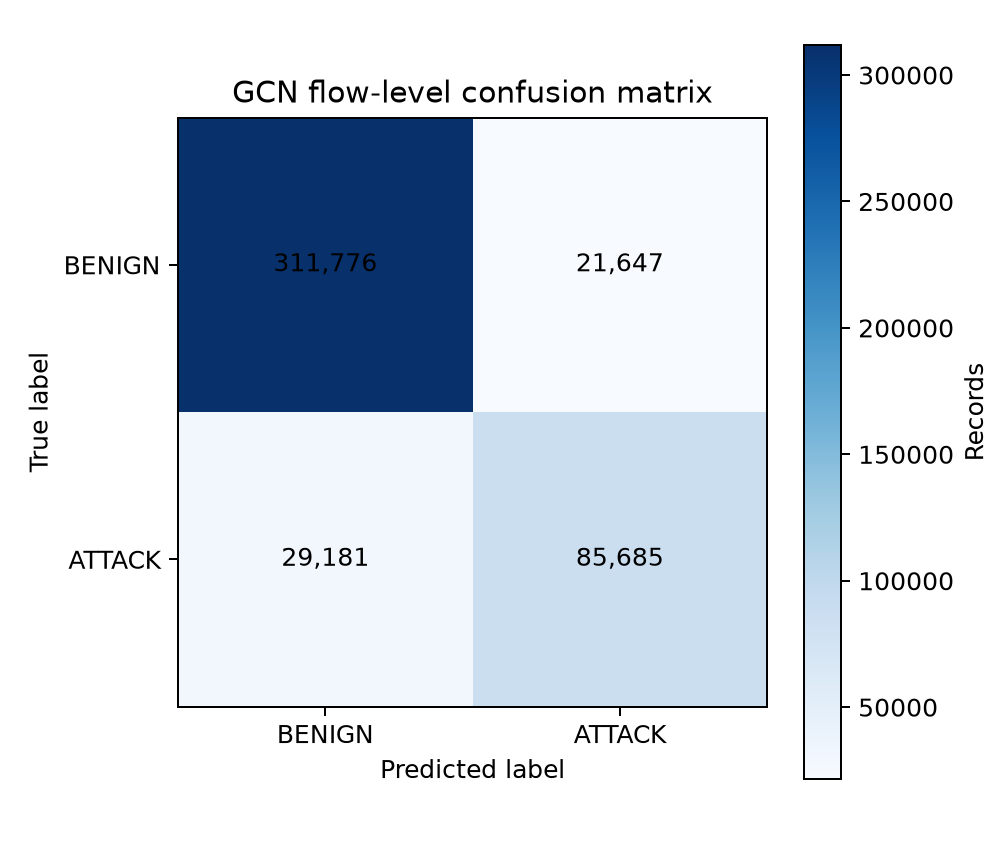 GCN flow-level confusion matrix
BENIGN
311,776
21,647
ATTACK
29,181
85,685
BENIGN
ATTACK
Predicted label
True label
300000
250000
200000
150000
100000
50000
Records